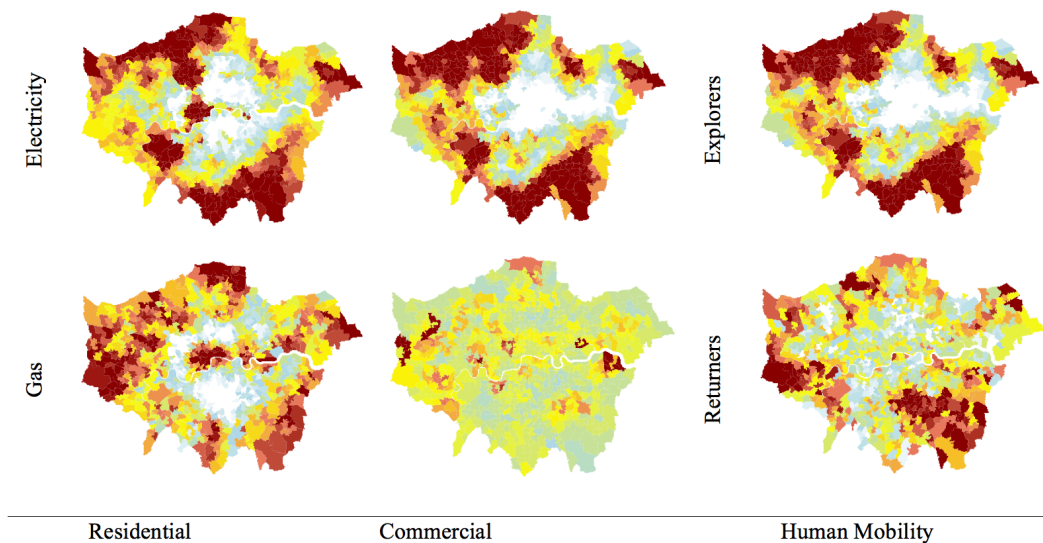 Electricity
Explorers
Gas
Returners
Residential
Commercial
Human Mobility